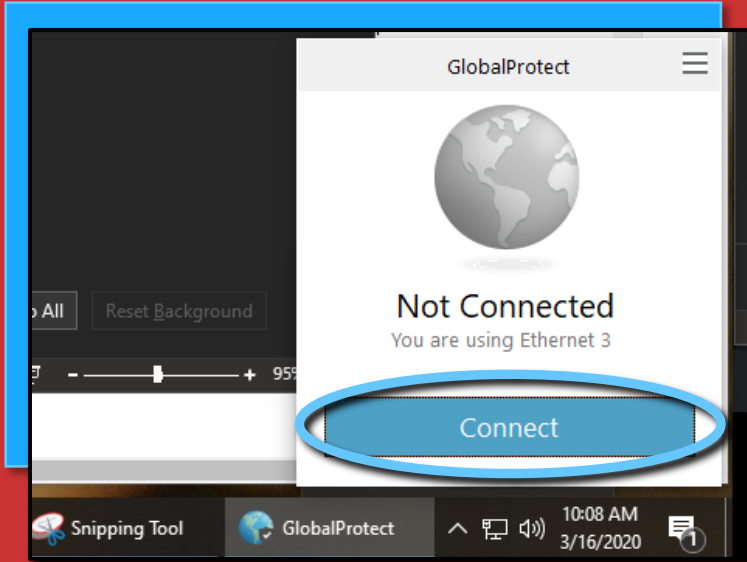 GlobalProtect
Not Connected
You are using Ethernet 3
Connect
All Reset Background
95%
Snipping Tool GlobalProtect 10:08 AM
3/16/2020
1